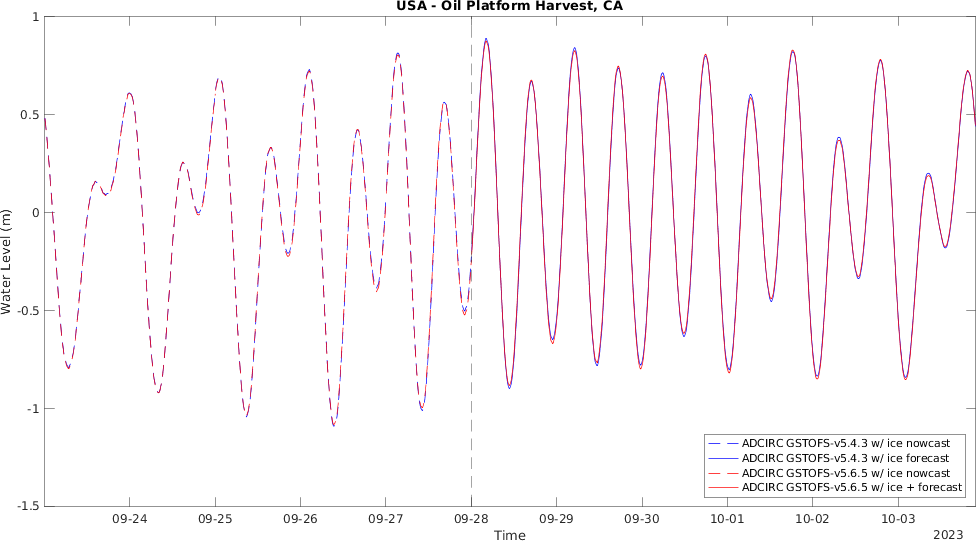 USA - Oil Platform Harvest, CA
1
0.5
0
-0.5
-1
-1.5
Water Level (m)
09-24 09-25 09-26 09-27 09-28 09-29 09-30 10-01 10-02 10-03
Time
2023
ADCIRC GSTOFS-v5.4.3 w/ ice nowcast
ADCIRC GSTOFS-v5.4.3 w/ ice forecast
ADCIRC GSTOFS-v5.6.5 w/ ice nowcast
ADCIRC GSTOFS-v5.6.5 w/ ice + forecast